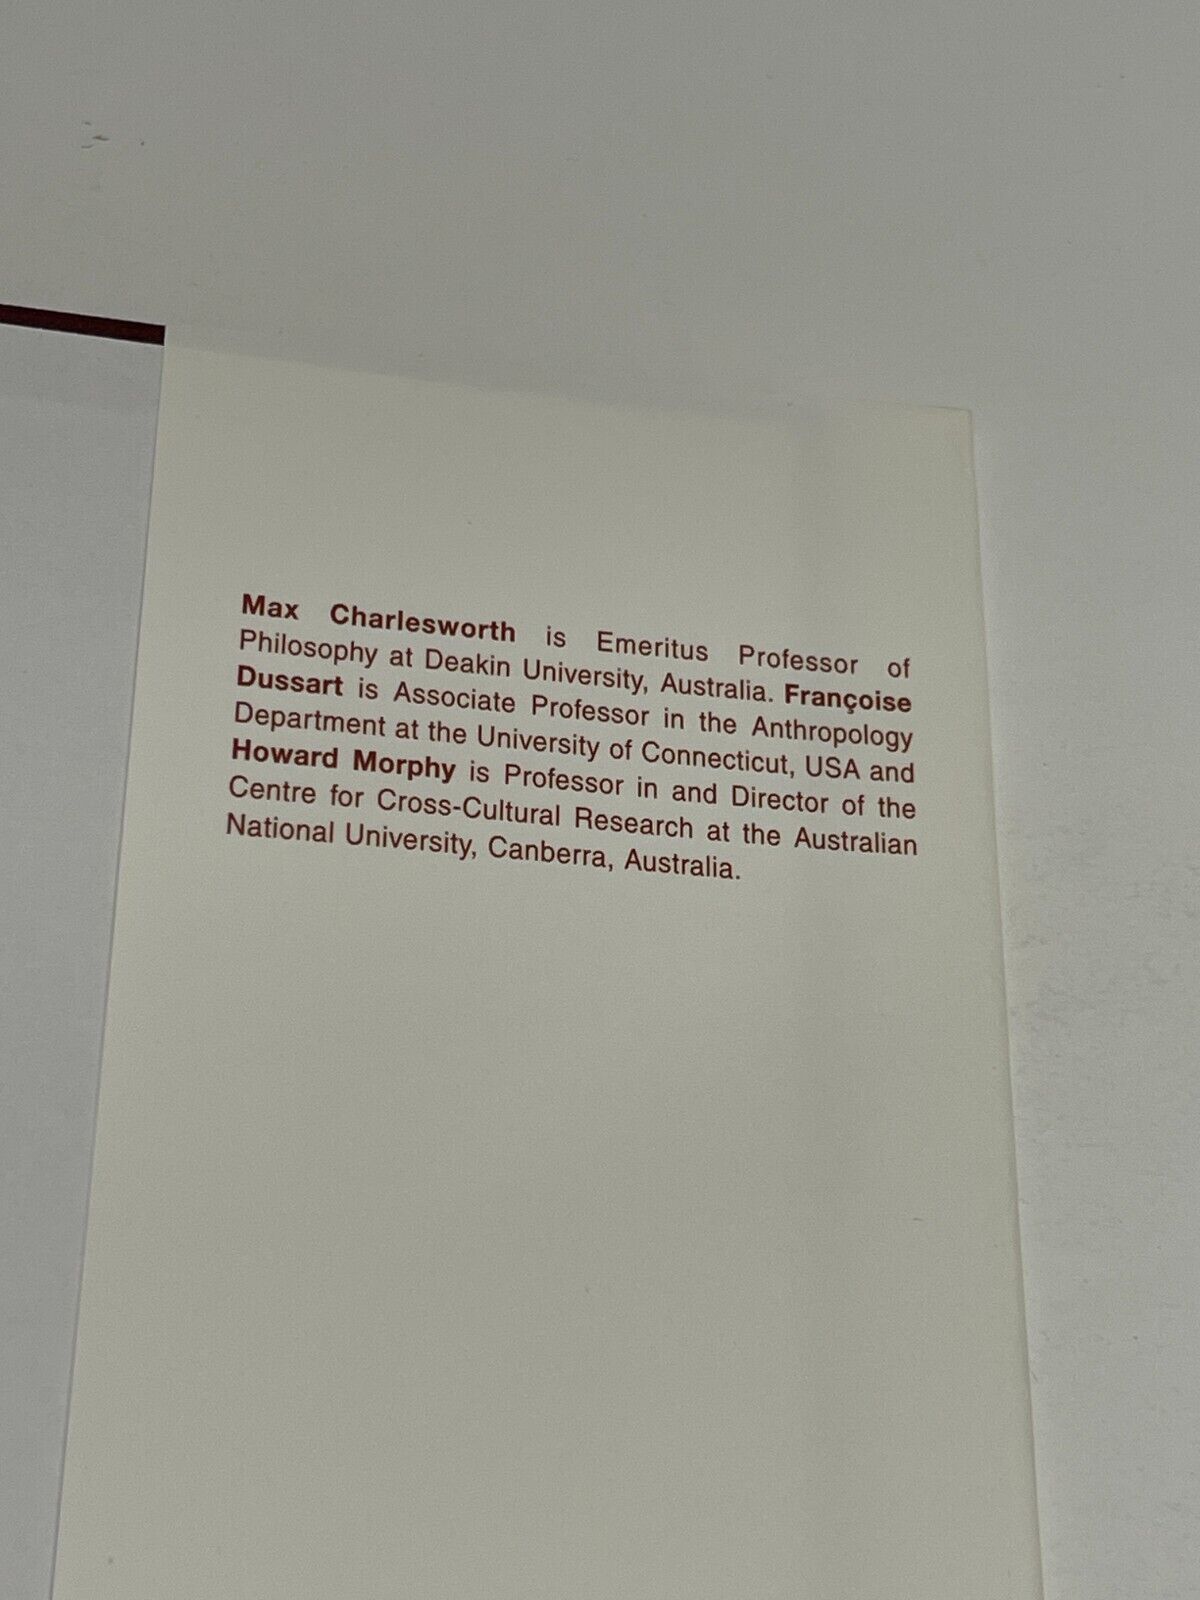 Max Charlesworth is Emeritus Professor of
Philosophy at Deakin University, Australia. Françoise
Dussart is Associate Professor in the Anthropology
Department at the University of Connecticut, USA and
Howard Morphy is Professor in and Director of the
Centre for Cross-Cultural Research at the Australian
National University, Canberra, Australia.